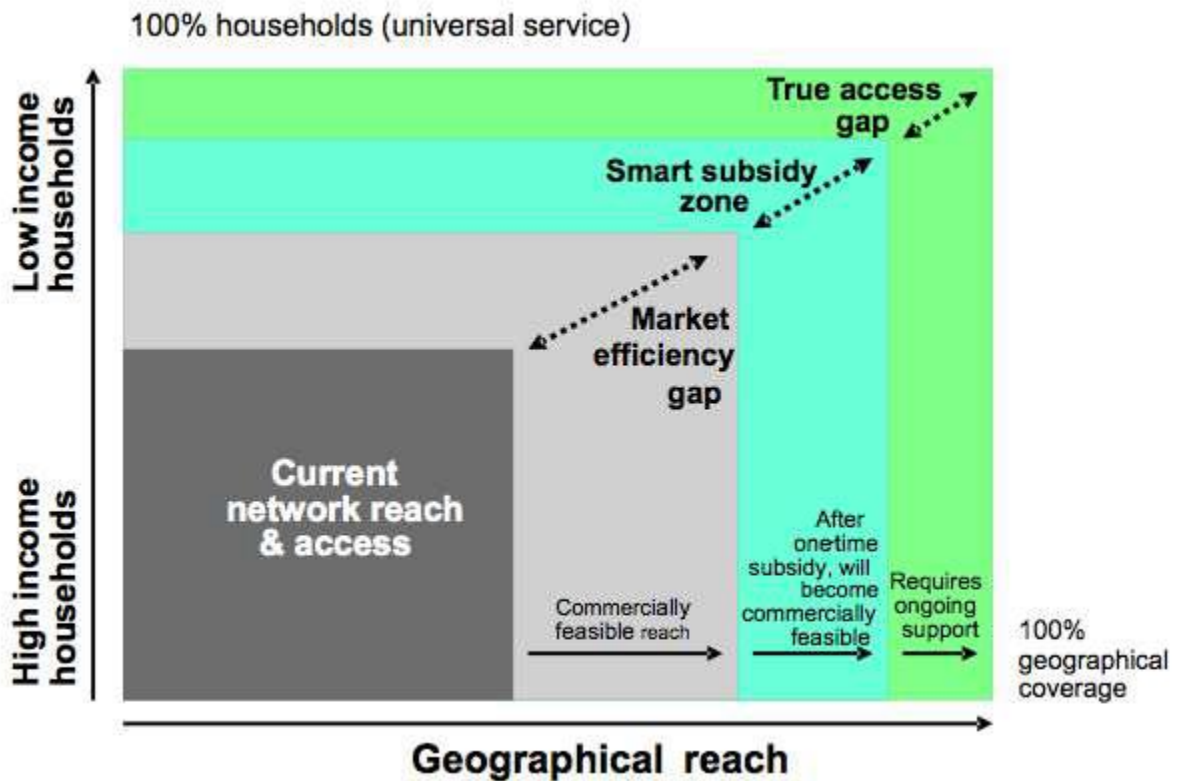 100% households (universal service)
True access
gap
Smart subsidy
zone
Market
efficiency
gap
Current
network reach
& access
Commercially
feasible reach
After
onetime
subsidy, will
become
commercially
feasible
Requires
ongoing
support
100%
geographical
coverage
Low income
households
High income
households
Geographical reach